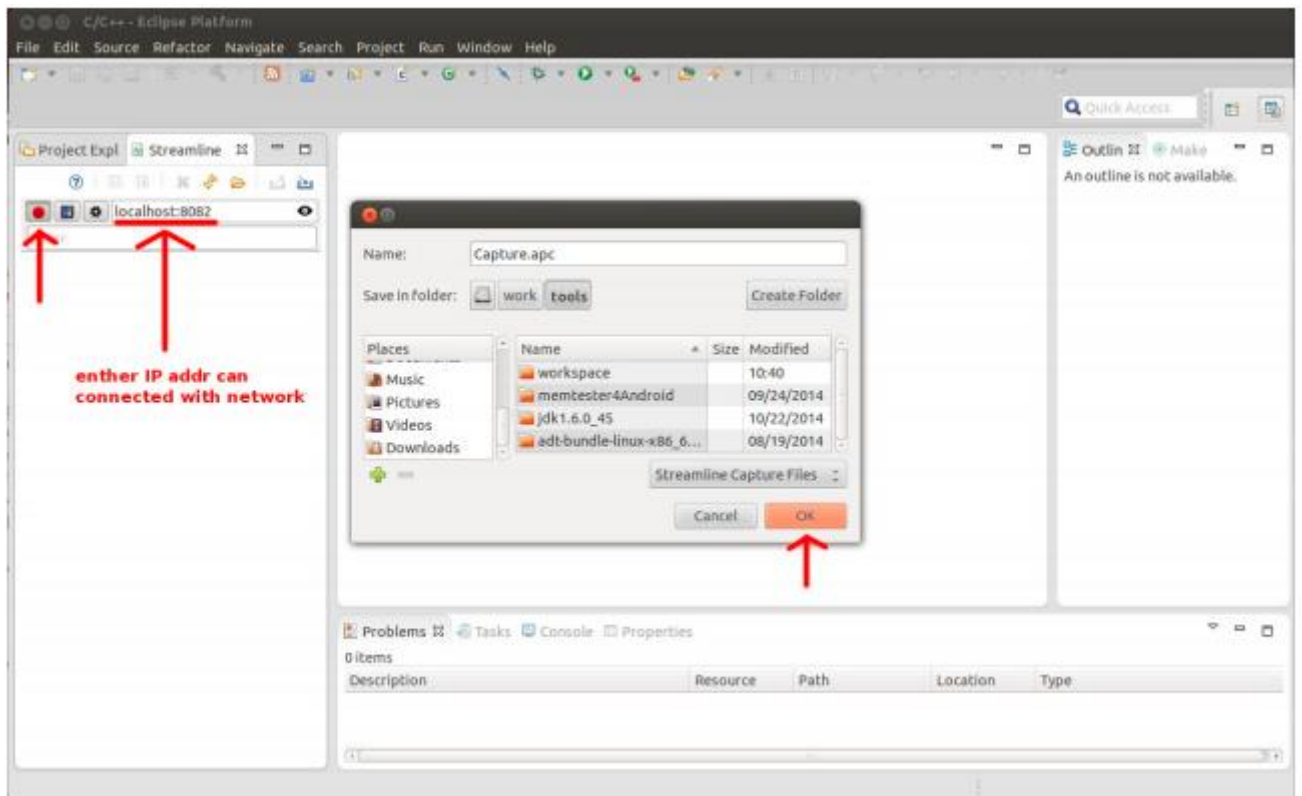 C/C++ - Eclipse Platform
File Edit Source Refactor Navigate Search Project Run Window Help
Quick Access
Project Expl Streamline
Outlin Make
An outline is not available.
localhost:8082
enther IP addr can
connected with network
Name: Capture.apc
Save in folder: work tools Create Folder
Places Name Size Modified
workspace 10:40
Music memtester4Android 09/24/2014
Pictures jdk1.6.0_45 10/22/2014
Videos adt-bundle-linux-x86_6... 08/19/2014
Downloads
Streamline Capture Files
Cancel OK
Problems Tasks Console Properties
0 items
Description Resource Path Location Type